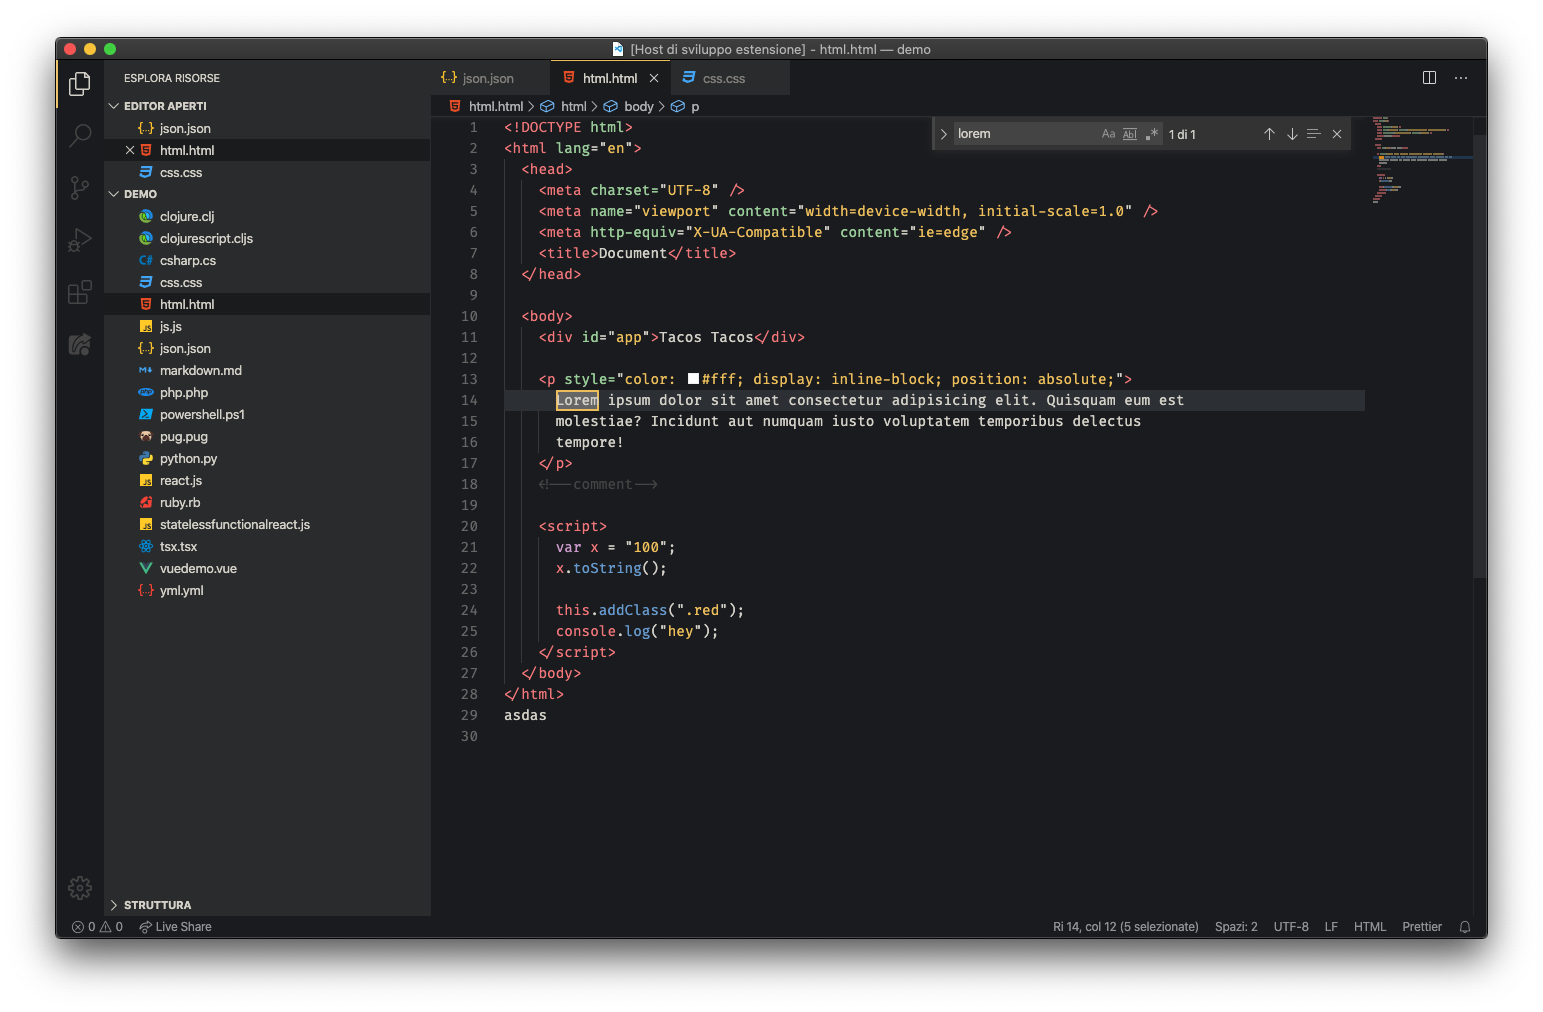 [Host di sviluppo estensione] - html.html — demo
ESPLORA RISORSE
EDITOR APERTI
json.json
html.html
css.css
DEMO
clojure.clj
clojurescript.cljs
csharp.cs
css.css
html.html
js.js
json.json
markdown.md
php.php
powershell.ps1
pug.pug
python.py
react.js
ruby.rb
statelessfunctionalreact.js
tsx.tsx
vuedemo.vue
yml.yml
STRUTTURA
json.json html.html css.css
html.html > html > body > p
lorem Aa Abl .* 1 di 1
1 <!DOCTYPE html>
2 <html lang="en">
3 <head>
4 <meta charset="UTF-8" />
5 <meta name="viewport" content="width=device-width, initial-scale=1.0" />
6 <meta http-equiv="X-UA-Compatible" content="ie=edge" />
7 <title>Document</title>
8 </head>
9
10 <body>
11 <div id="app">Tacos Tacos</div>
12
13 <p style="color: #fff; display: inline-block; position: absolute;">
14 Lorem ipsum dolor sit amet consectetur adipisicing elit. Quisquam eum est
15 molestiae? Incidunt aut numquam iusto voluptatem temporibus delectus
16 tempore!
17 </p>
18 <!-- comment -->
19
20 <script>
21 var x = "100";
22 x.toString();
23
24 this.addClass(".red");
25 console.log("hey");
26 </script>
27 </body>
28 </html>
29 asdas
30
0 0 Live Share Ri 14, col 12 (5 selezionate) Spazi: 2 UTF-8 LF HTML Prettier